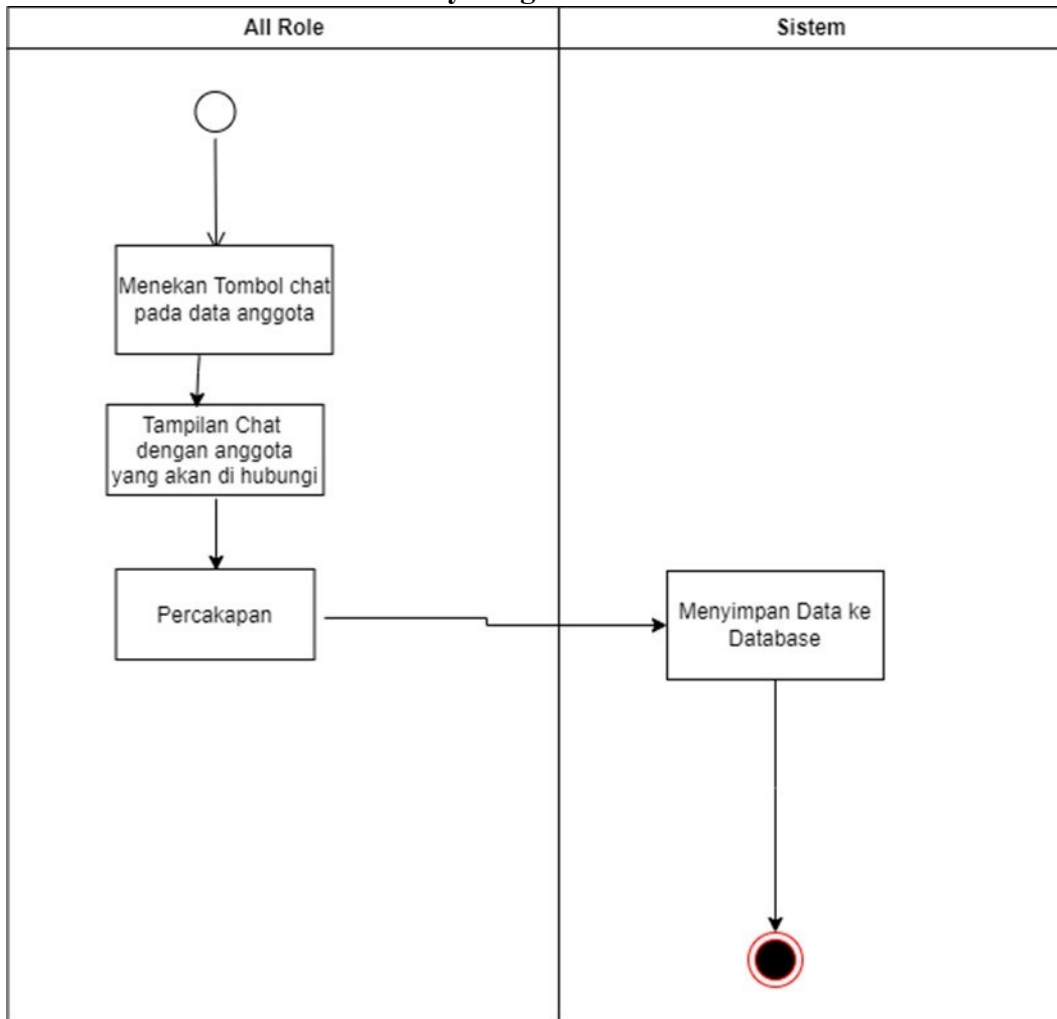 All Role
Sistem
Menekan Tombol chat
pada data anggota
Tampilan Chat
dengan anggota
yang akan di hubungi
Percakapan
Menyimpan Data ke
Database